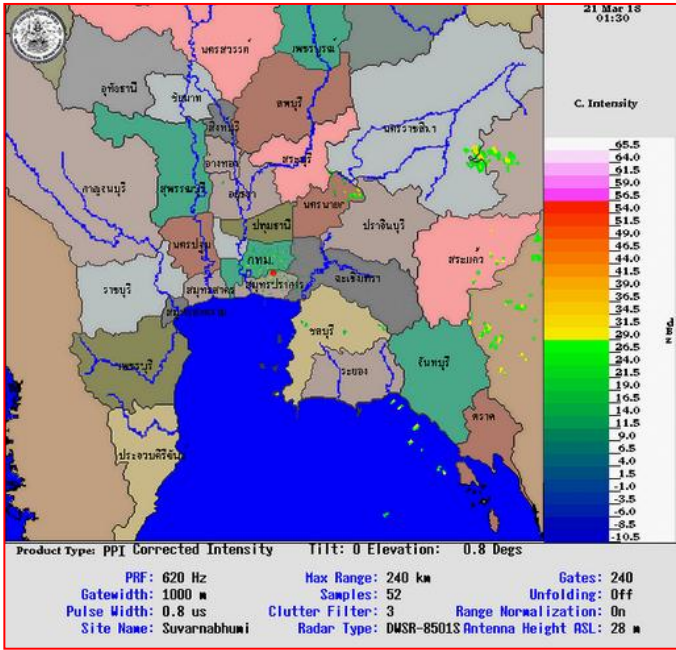 21 Mar 18
01:30
C. Intensity
นครสวรรค์
เพชรบูรณ์
อุทัยธานี
ชัยนาท
ลพบุรี
สิงหบุรี
นครราชสีมา
อ่างทอง
สระบุรี
กาญจนบุรี
สุพรรณบุรี
อยุธยา
นครนายก
ปทุมธานี
ปราจีนบุรี
นครปฐม
กทม.
สระแก้ว
ราชบุรี
สมุทรสาคร
สมุทรปราการ
ฉะเชิงเทรา
ชลบุรี
เพชรบุรี
ระยอง
จันทบุรี
ตราด
ประจวบคีรีขันธ์
65.5
64.0
61.5
59.0
56.5
54.0
51.5
49.0
46.5
44.0
41.5
39.0
36.5
34.0
31.5
29.0
26.5
24.0
21.5
19.0
16.5
14.0
11.5
9.0
6.5
4.0
1.5
-1.0
-3.5
-6.0
-8.5
-10.5
Product Type: PPI Corrected Intensity Tilt: 0 Elevation: 0.8 Degs
PRF: 620 Hz Max Range: 240 km Gates: 240
Gatewidth: 1000 m Samples: 52 Unfolding: Off
Pulse Width: 0.8 us Clutter Filter: 3 Range Normalization: On
Site Name: Suvarnabhumi Radar Type: DWSR-8501S Antenna Height ASL: 28 m